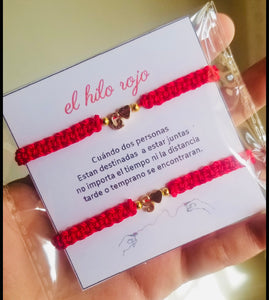 el hilo rojo
Cuándo dos personas
Estan destinadas a estar juntas
no importa el tiempo ni la distancia
tarde o temprano se encontraran.